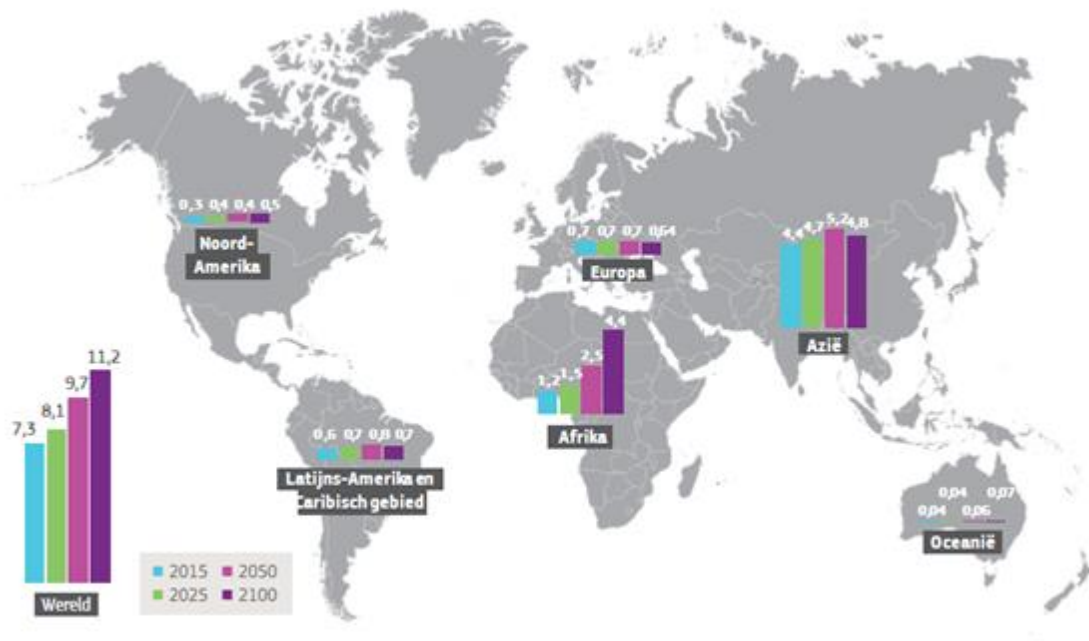 0,3 0,4 0,4 0,5
Noord-
Amerika
0,7 0,7 0,7 0,64
Europa
4,4 4,7 5,2 4,8
Azië
1,2 1,5 2,5 4,4
Afrika
7,3 8,1 9,7 11,2
Wereld
0,6 0,7 0,8 0,7
Latijns-Amerika en
Caribisch gebied
0,04 0,07
0,04 0,06
Oceanië
2015 2050
2025 2100